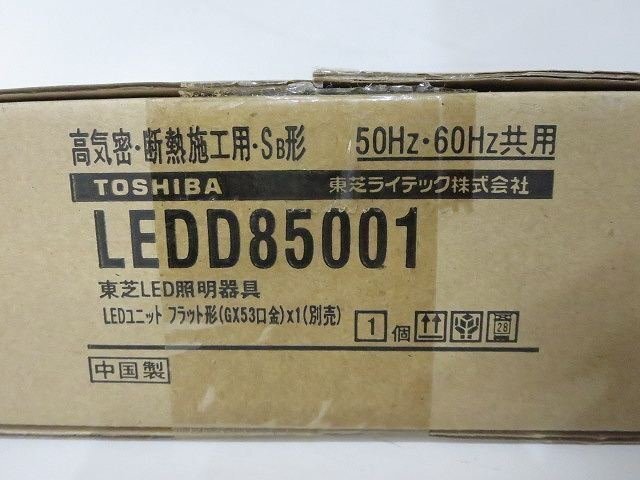 高気密・断熱施工用・SB形 50Hz・60Hz共用
TOSHIBA 東芝ライテック株式会社
LEDD85001
東芝LED照明器具
LEDユニット フラット形(GX53口金)x1(別売) 1 個 28
中国製